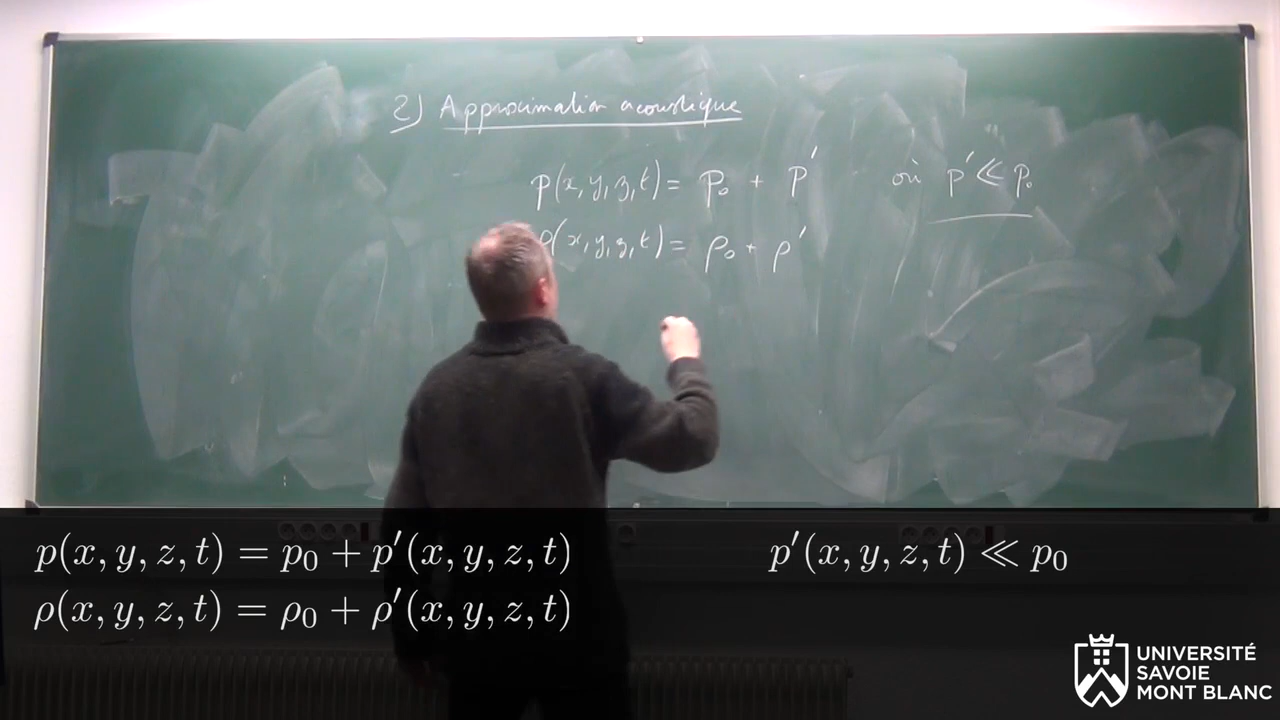 2) Approximation acoustique
p(x,y,z,t) = p₀ + p' où p' ≪ p₀
ρ(x,y,z,t) = ρ₀ + ρ'
p(x, y, z, t) = p₀ + p'(x, y, z, t) p'(x, y, z, t) ≪ p₀
ρ(x, y, z, t) = ρ₀ + ρ'(x, y, z, t)
UNIVERSITÉ
SAVOIE
MONT BLANC